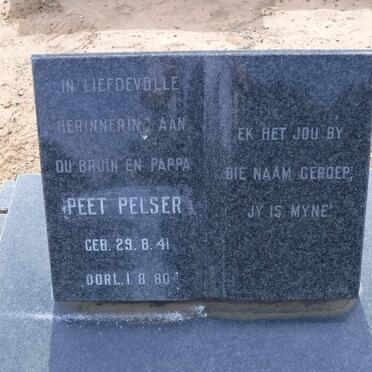 IN LIEFDEVOLLE
HERINNERING AAN
OU BRUIN EN PAPPA
PEET PELSER
GEB. 29. 8. 41
OORL. 1. 8. 80
EK HET JOU BY
DIE NAAM GEROEP,
JY IS MYNE'